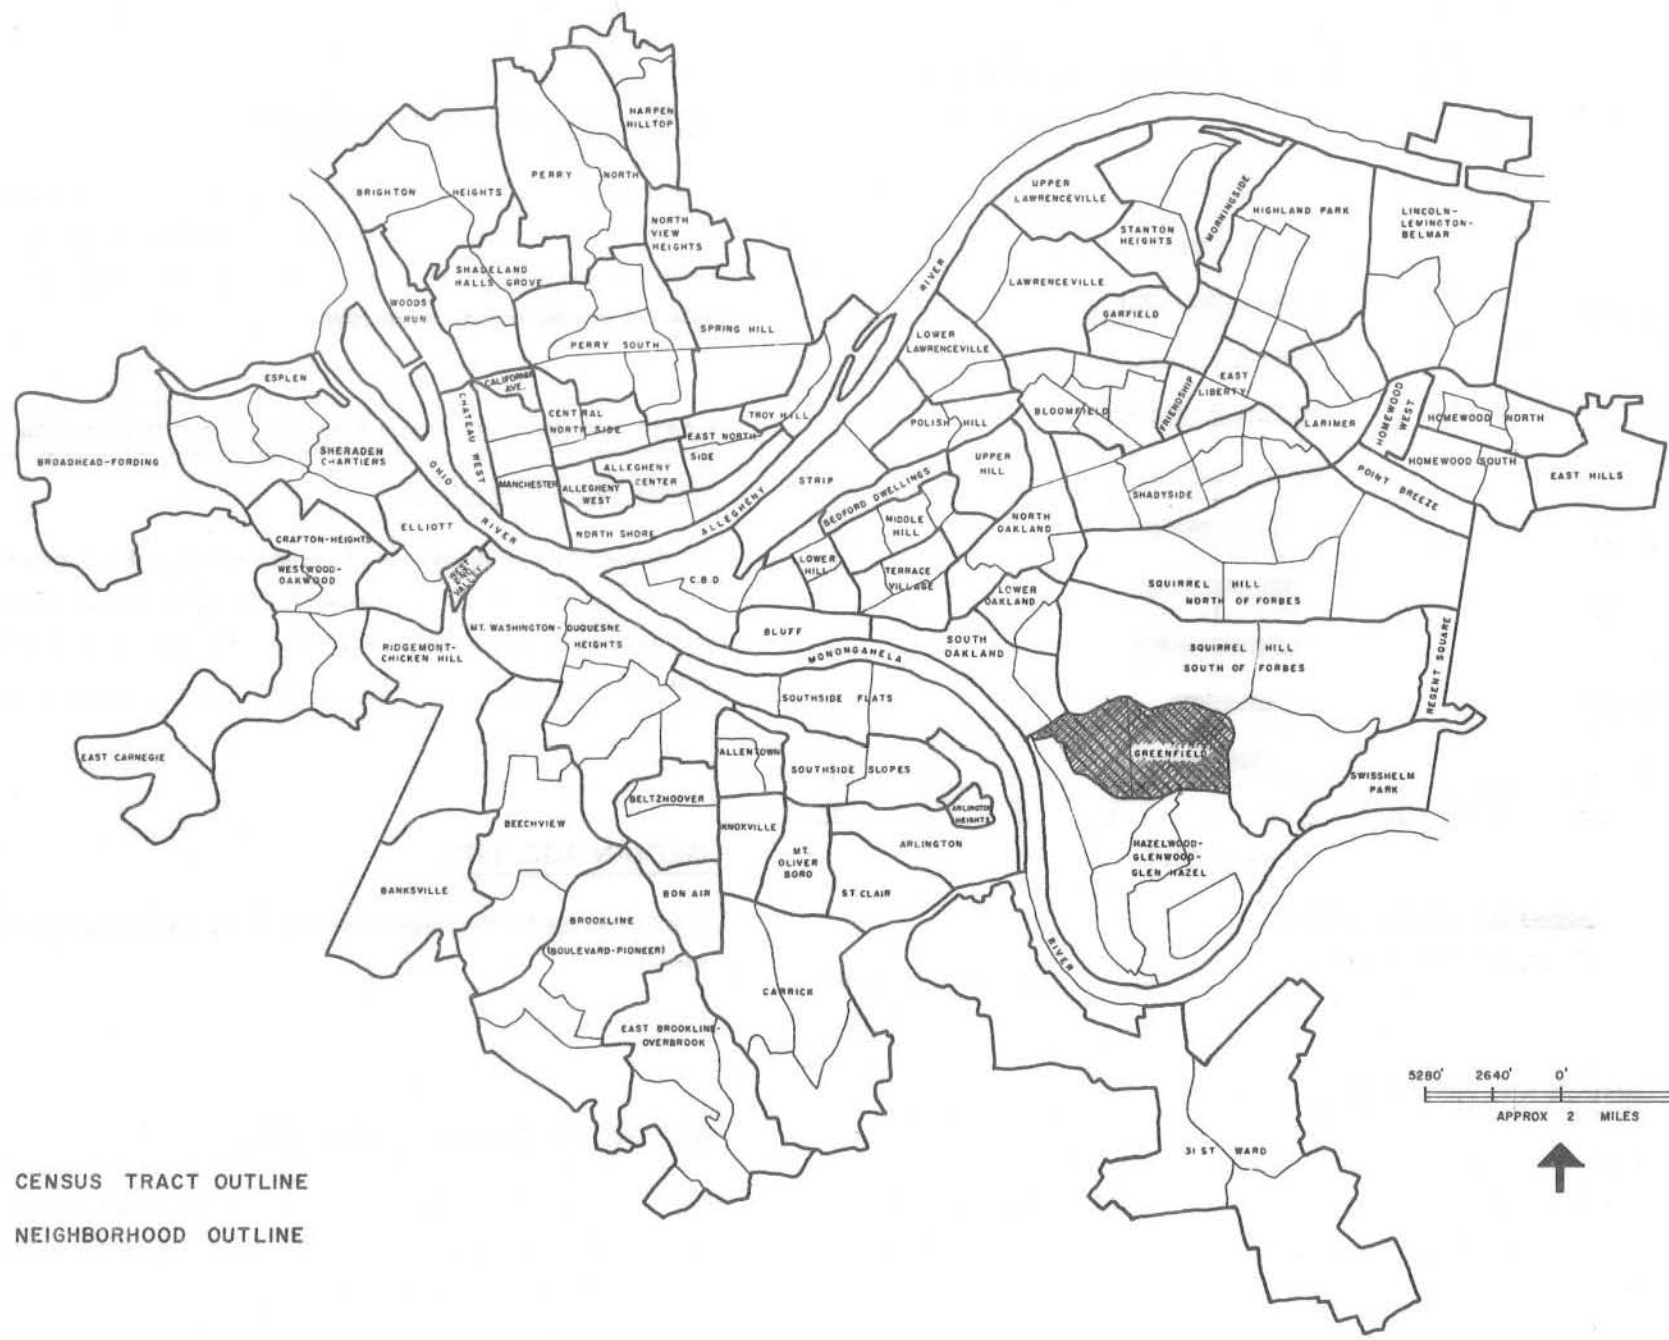 HARPEN
HILLTOP
PERRY NORTH
BRIGHTON HEIGHTS
NORTH
VIEW
HEIGHTS
SHADELAND
HALLS GROVE
WOODS
RUN
SPRING HILL
PERRY SOUTH
CALIFORNIA
AVE.
CHATEAU WEST
CENTRAL
NORTH SIDE
TROY HILL
EAST NORTH
SIDE
ALLEGHENY
CENTER
MANCHESTER
ALLEGHENY
WEST
NORTH SHORE
ESPLEN
SHERADEN
CHARTIERS
BROADHEAD-FORDING
OHIO RIVER
ALLEGHENY RIVER
ELLIOTT
CRAFTON-HEIGHTS
WESTWOOD-
OAKWOOD
WEST
END
VALLEY
RIDGEMONT-
CHICKEN HILL
MT. WASHINGTON-DUQUESNE
HEIGHTS
EAST CARNEGIE
UPPER
LAWRENCEVILLE
STANTON
HEIGHTS
MORNINGSIDE
HIGHLAND PARK
LINCOLN-
LEMINGTON-
BELMAR
LAWRENCEVILLE
GARFIELD
LOWER
LAWRENCEVILLE
EAST
LIBERTY
FRIENDSHIP
BLOOMFIELD
LARIMER
HOMEWOOD
WEST
HOMEWOOD NORTH
HOMEWOOD SOUTH
EAST HILLS
POINT BREEZE
POLISH HILL
UPPER
HILL
STRIP
BEDFORD DWELLINGS
MIDDLE
HILL
NORTH
OAKLAND
SHADYSIDE
LOWER
HILL
TERRACE
VILLAGE
C.B.D
LOWER
OAKLAND
BLUFF
SOUTH
OAKLAND
SQUIRREL HILL
NORTH OF FORBES
SQUIRREL HILL
SOUTH OF FORBES
REGENT SQUARE
MONONGAHELA RIVER
SOUTHSIDE FLATS
ALLENTOWN
SOUTHSIDE SLOPES
GREENFIELD
SWISSHELM
PARK
BELTZHOOVER
BEECHVIEW
KNOXVILLE
MT.
OLIVER
BORO
ARLINGTON
HEIGHTS
ARLINGTON
HAZELWOOD-
GLENWOOD-
GLEN HAZEL
BANKSVILLE
BON AIR
ST. CLAIR
BROOKLINE
(BOULEVARD-PIONEER)
CARRICK
EAST BROOKLINE-
OVERBROOK
31 ST WARD
5280' 2640' 0'
APPROX 2 MILES
CENSUS TRACT OUTLINE
NEIGHBORHOOD OUTLINE